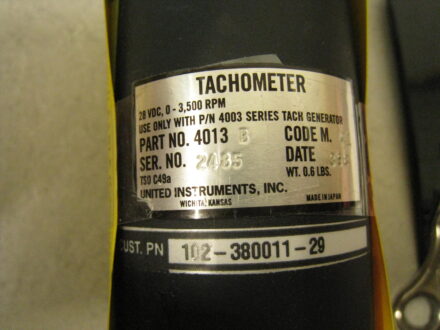 TACHOMETER
28 VDC, 0 - 3,500 RPM
USE ONLY WITH P/N 4003 SERIES TACH GENERATOR
PART NO. 4013 B CODE M.
SER. NO. 2435 DATE
TSO C49a WT. 0.6 LBS.
UNITED INSTRUMENTS, INC.
WICHITA, KANSAS MADE IN JAPAN
CUST. PN 102-380011-29